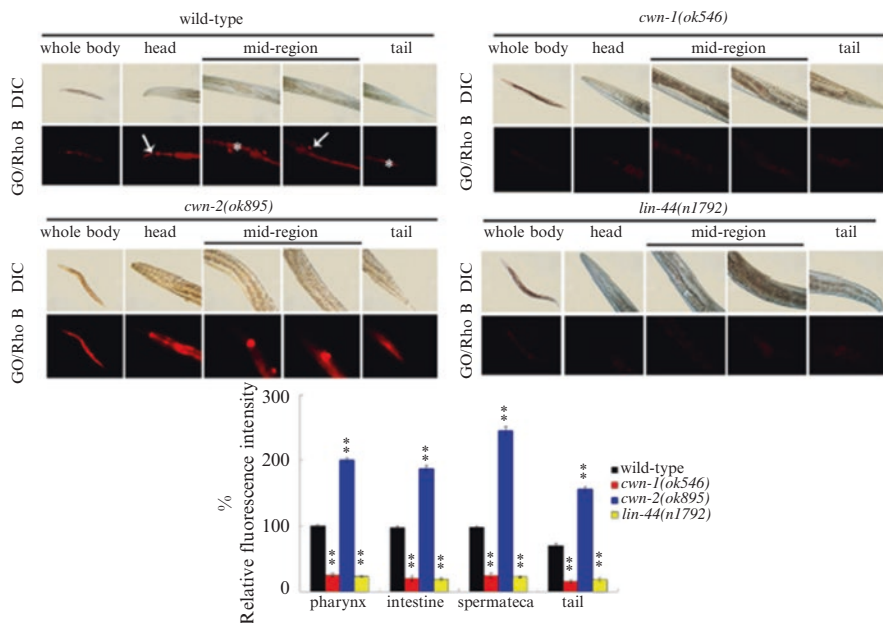 wild-type
whole body head mid-region tail
DIC
GO/Rho B
* *
cwn-1(ok546)
whole body head mid-region tail
DIC
GO/Rho B
cwn-2(ok895)
whole body head mid-region tail
DIC
GO/Rho B
lin-44(n1792)
whole body head mid-region tail
DIC
GO/Rho B
%
Relative fluorescence intensity
300
200
100
0
** ** **
** ** **
** ** **
** ** **
pharynx intestine spermateca tail
wild-type
cwn-1(ok546)
cwn-2(ok895)
lin-44(n1792)